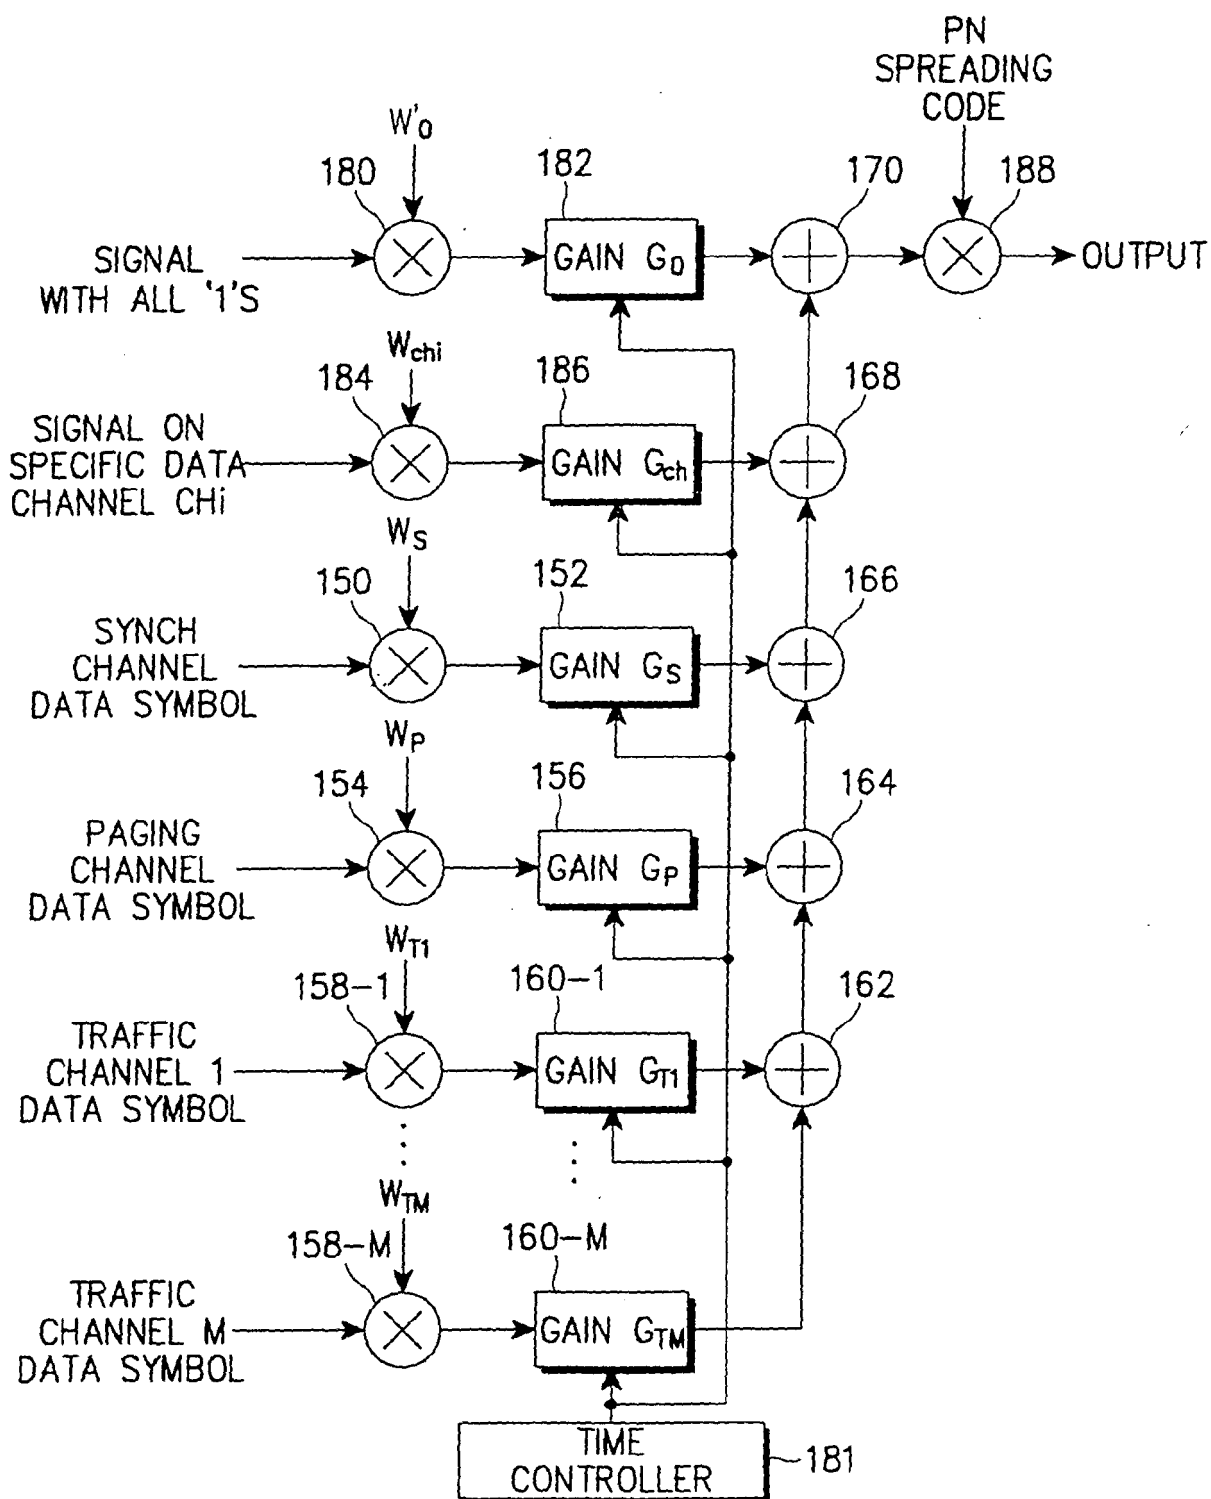 PN
SPREADING
CODE
W'0
180
182
170
188
SIGNAL
WITH ALL '1'S
GAIN G0
OUTPUT
Wchi
184
186
168
SIGNAL ON
SPECIFIC DATA
CHANNEL CHi
GAIN Gch
WS
150
152
166
SYNCH
CHANNEL
DATA SYMBOL
GAIN GS
WP
154
156
164
PAGING
CHANNEL
DATA SYMBOL
GAIN GP
WT1
158-1
160-1
162
TRAFFIC
CHANNEL 1
DATA SYMBOL
GAIN GT1
WTM
158-M
160-M
TRAFFIC
CHANNEL M
DATA SYMBOL
GAIN GTM
TIME
CONTROLLER
181